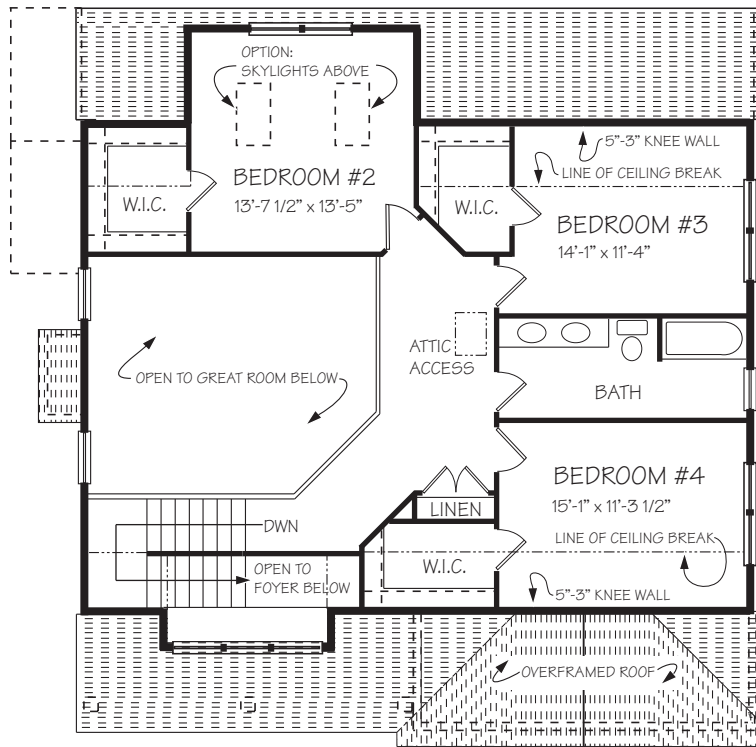 OPTION:
SKYLIGHTS ABOVE
5"-3" KNEE WALL
LINE OF CEILING BREAK
BEDROOM #2
13'-7 1/2" x 13'-5"
W.I.C.
W.I.C.
BEDROOM #3
14'-1" x 11'-4"
ATTIC
ACCESS
OPEN TO GREAT ROOM BELOW
BATH
BEDROOM #4
15'-1" x 11'-3 1/2"
LINEN
DWN
LINE OF CEILING BREAK
OPEN TO
FOYER BELOW
W.I.C.
5"-3" KNEE WALL
OVERFRAMED ROOF